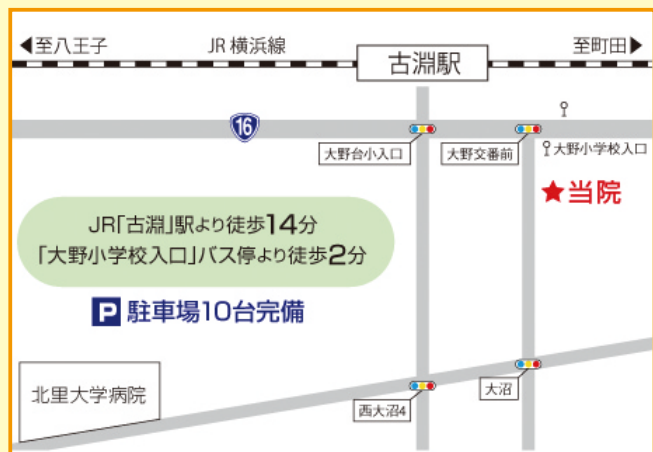 ◀至八王子
JR横浜線
至町田▶
古淵駅
16
大野台小入口
大野交番前
大野小学校入口
★当院
JR「古淵」駅より徒歩14分
「大野小学校入口」バス停より徒歩2分
P 駐車場10台完備
北里大学病院
西大沼4
大沼